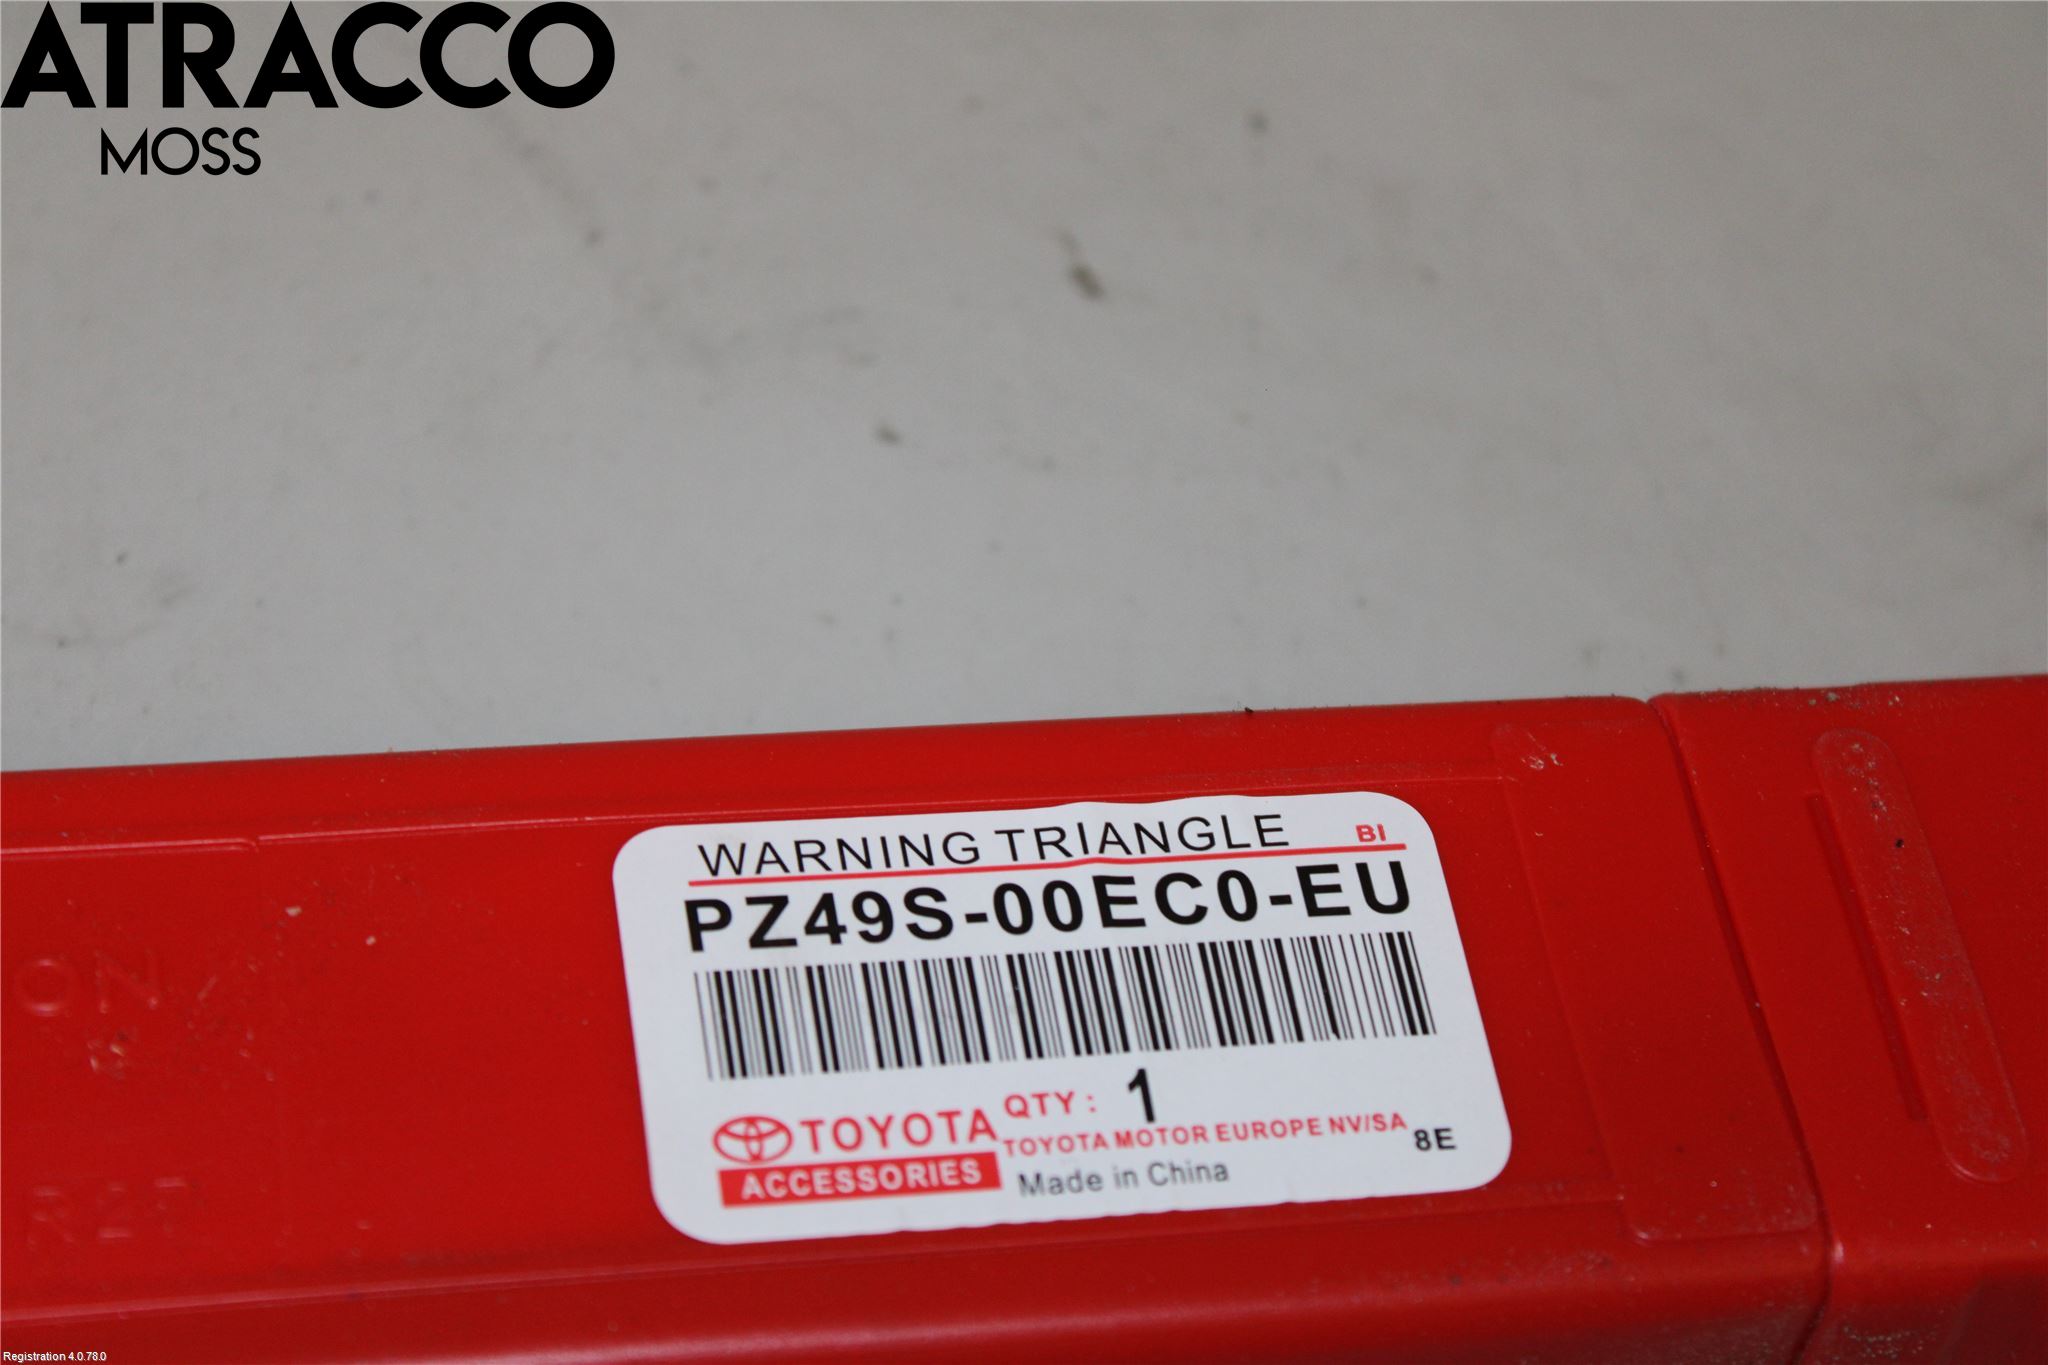 ATRACCO
MOSS
WARNING TRIANGLE BI
PZ49S-00EC0-EU
QTY: 1
TOYOTA
TOYOTA MOTOR EUROPE NV/SA 8E
ACCESSORIES
Made in China
ON
Registration 4.0.78.0